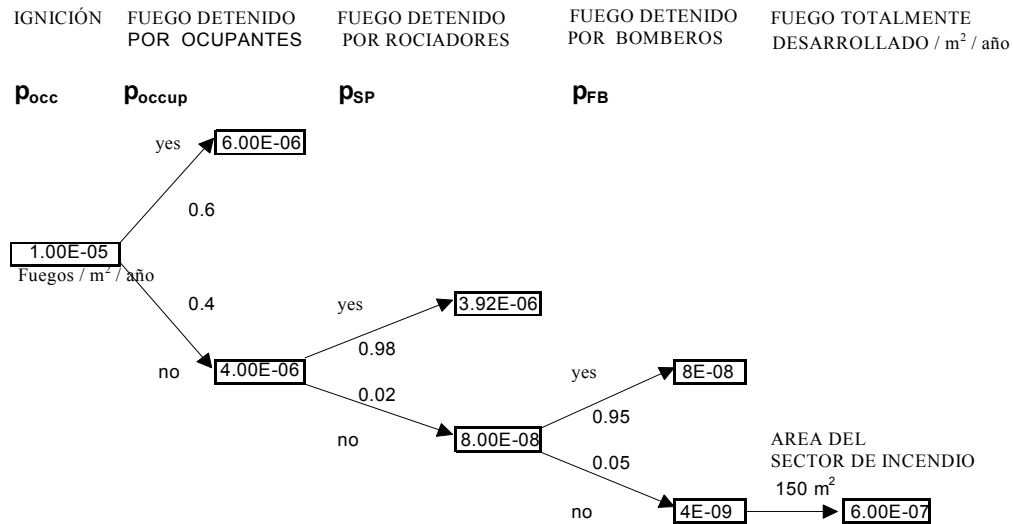 IGNICIÓN
FUEGO DETENIDO
POR OCUPANTES
FUEGO DETENIDO
POR ROCIADORES
FUEGO DETENIDO
POR BOMBEROS
FUEGO TOTALMENTE
DESARROLLADO / m² / año
pocc
poccup
pSP
pFB
yes
6.00E-06
0.6
1.00E-05
Fuegos / m² / año
0.4
yes
3.92E-06
0.98
no
4.00E-06
0.02
yes
8E-08
0.95
no
8.00E-08
0.05
AREA DEL
SECTOR DE INCENDIO
150 m²
no
4E-09
6.00E-07